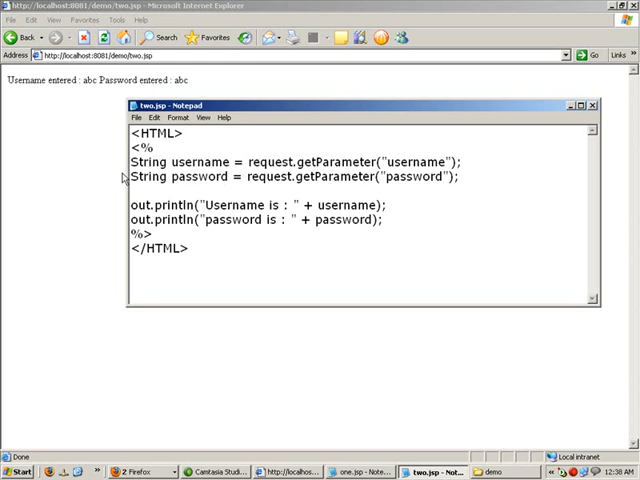 http://localhost:8081/demo/two.jsp - Microsoft Internet Explorer
File Edit View Favorites Tools Help
Back Search Favorites
Address http://localhost:8081/demo/two.jsp Go Links »
Username entered : abc Password entered : abc
two.jsp - Notepad
File Edit Format View Help
<HTML>
<%
String username = request.getParameter("username");
String password = request.getParameter("password");
out.println("Username is : " + username);
out.println("password is : " + password);
%>
</HTML>
Done Local intranet
Start » 2 Firefox Camtasia Studi... http://localhos... one.jsp - Note... two.jsp - Not... demo 12:38 AM